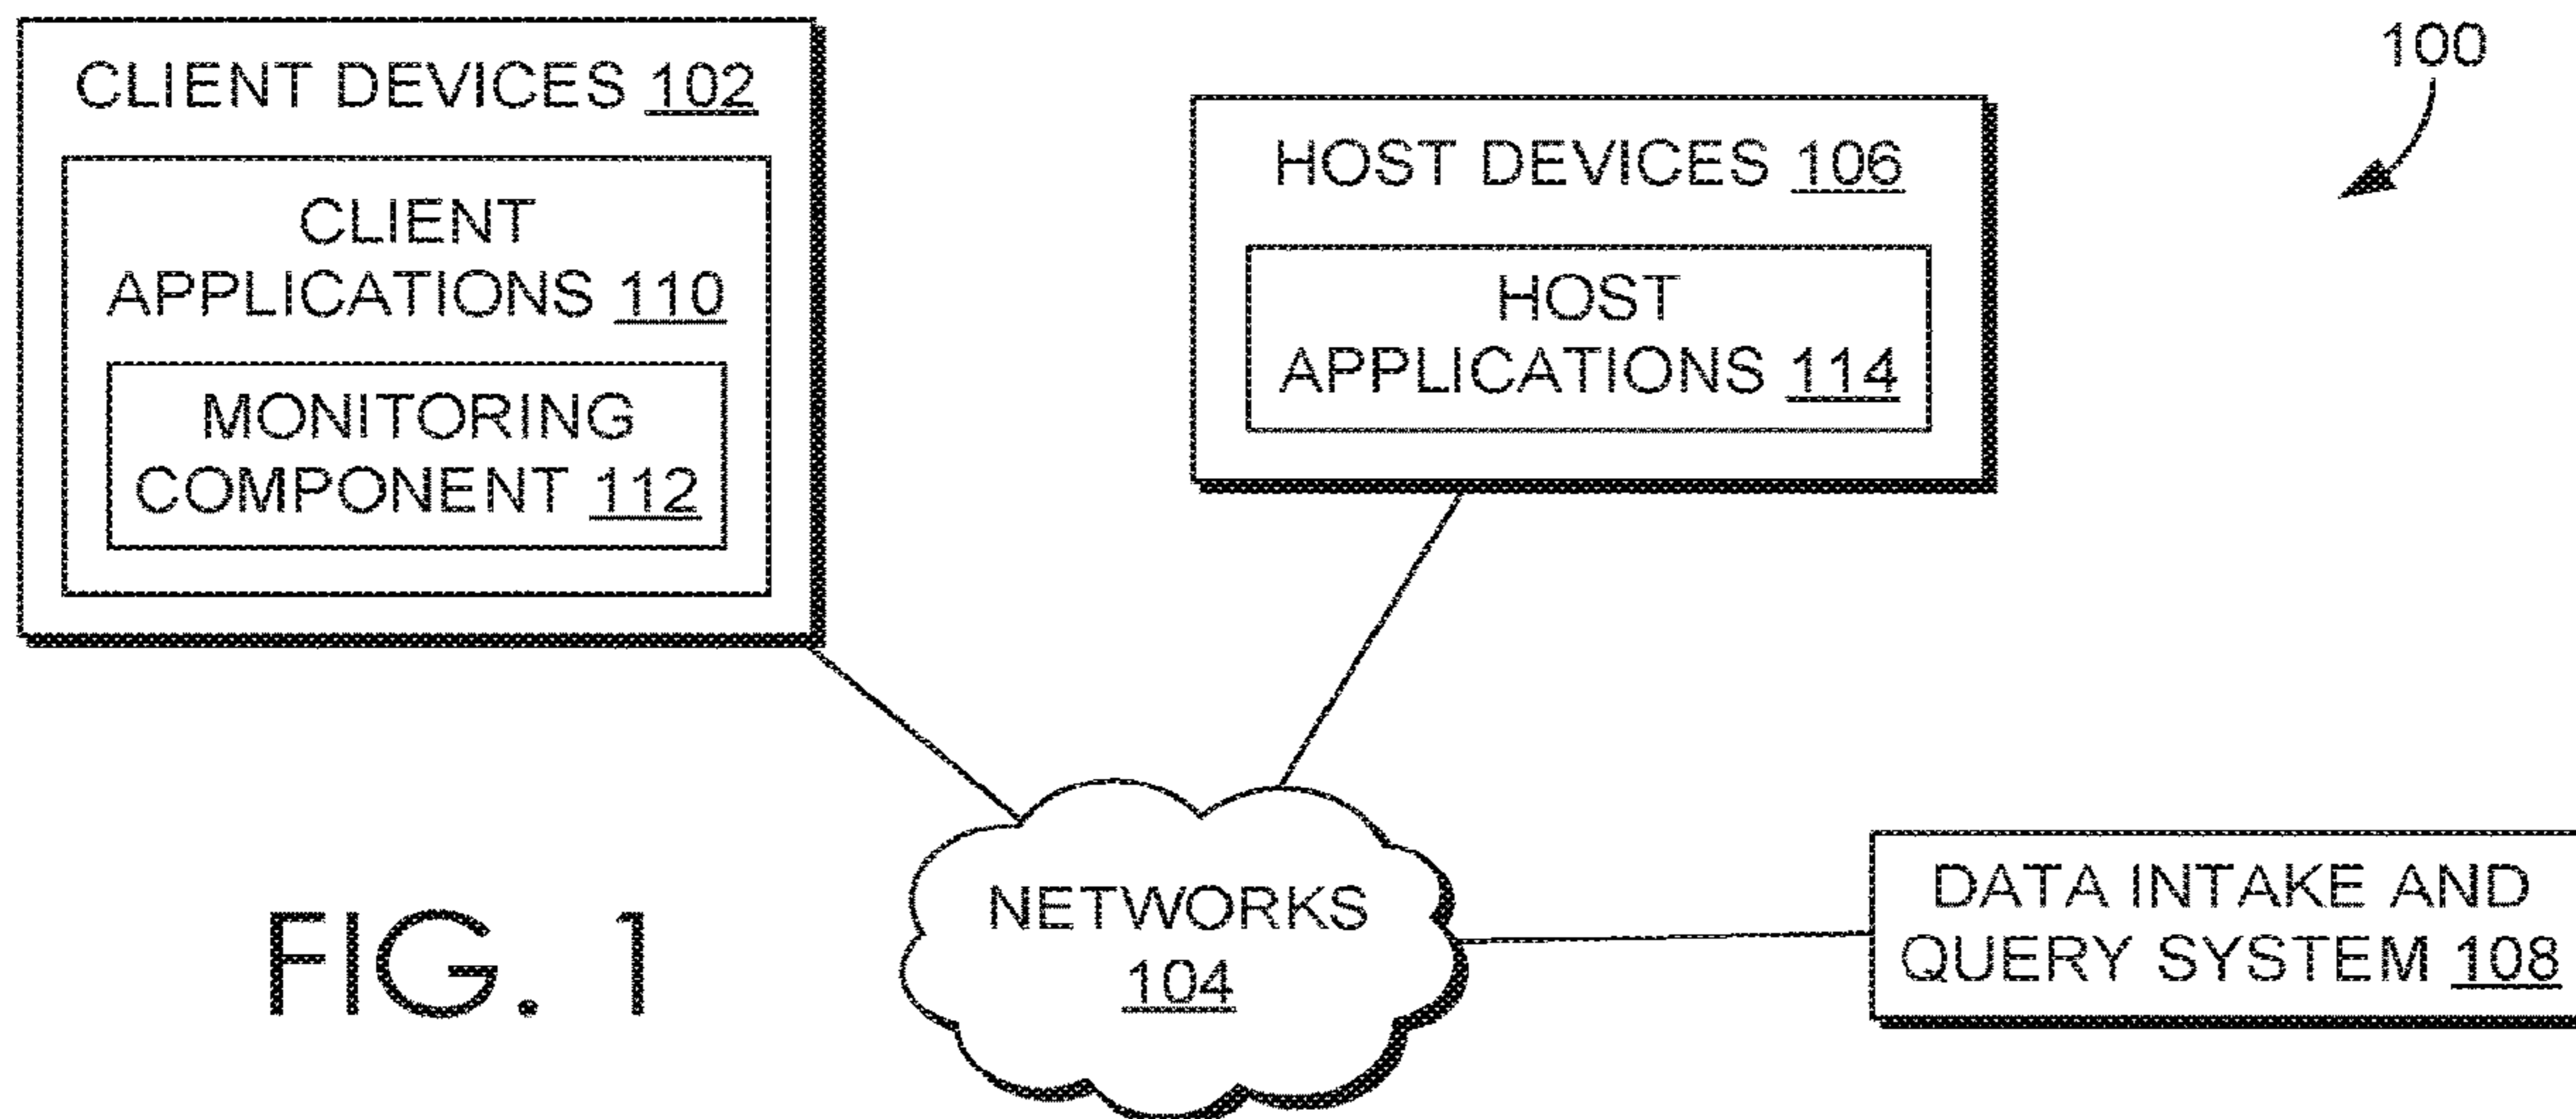 CLIENT DEVICES 102
CLIENT
APPLICATIONS 110
MONITORING
COMPONENT 112
HOST DEVICES 106
HOST
APPLICATIONS 114
100
NETWORKS
104
DATA INTAKE AND
QUERY SYSTEM 108
FIG. 1